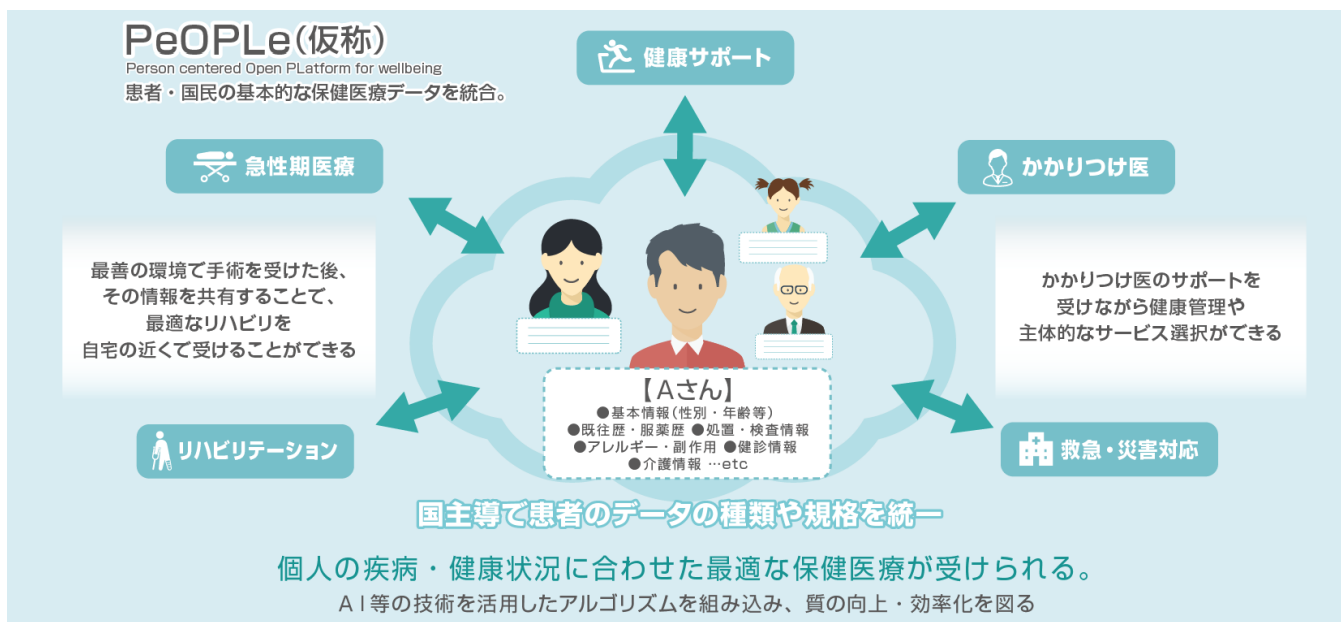 PeOPLe(仮称)
Person centered Open PLatform for wellbeing
患者・国民の基本的な保健医療データを統合。
健康サポート
急性期医療
かかりつけ医
最善の環境で手術を受けた後、
その情報を共有することで、
最適なリハビリを
自宅の近くで受けることができる
かかりつけ医のサポートを
受けながら健康管理や
主体的なサービス選択ができる
【Aさん】
●基本情報(性別・年齢等)
●既往歴・服薬歴 ●処置・検査情報
●アレルギー・副作用 ●健診情報
●介護情報 …etc
リハビリテーション
救急・災害対応
国主導で患者のデータの種類や規格を統一
個人の疾病・健康状況に合わせた最適な保健医療が受けられる。
AI等の技術を活用したアルゴリズムを組み込み、質の向上・効率化を図る